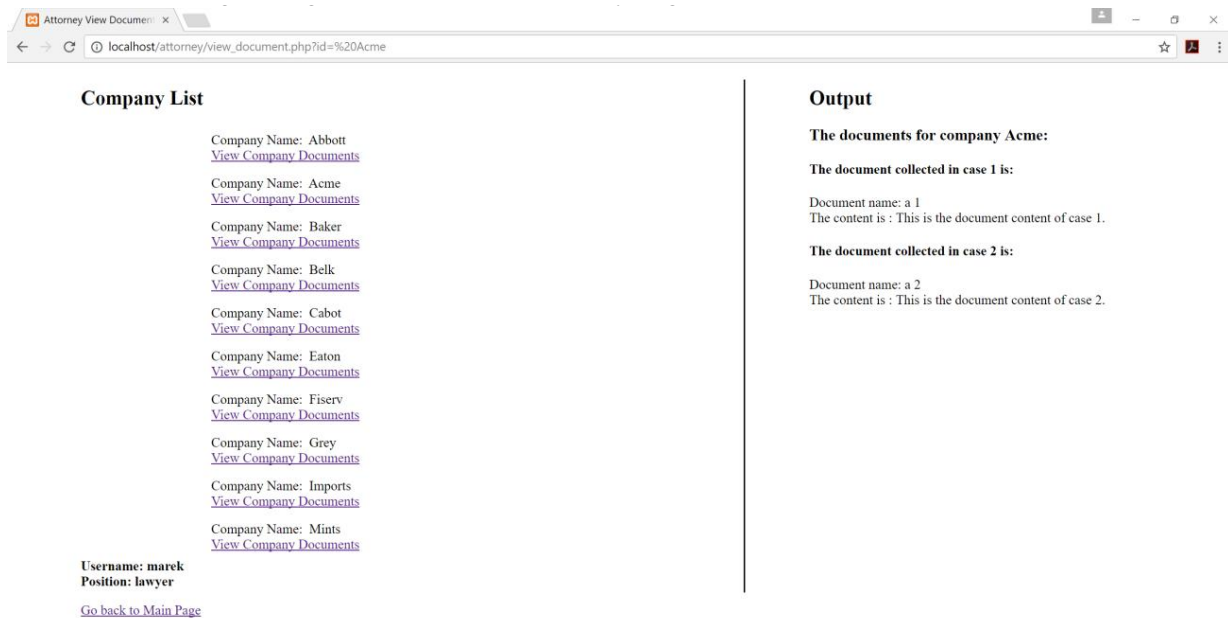 Attorney View Documen
localhost/attorney/view_document.php?id=%20Acme
Company List
Company Name: Abbott
View Company Documents
Company Name: Acme
View Company Documents
Company Name: Baker
View Company Documents
Company Name: Belk
View Company Documents
Company Name: Cabot
View Company Documents
Company Name: Eaton
View Company Documents
Company Name: Fiserv
View Company Documents
Company Name: Grey
View Company Documents
Company Name: Imports
View Company Documents
Company Name: Mints
View Company Documents
Username: marek
Position: lawyer
Go back to Main Page
Output
The documents for company Acme:
The document collected in case 1 is:
Document name: a 1
The content is : This is the document content of case 1.
The document collected in case 2 is:
Document name: a 2
The content is : This is the document content of case 2.